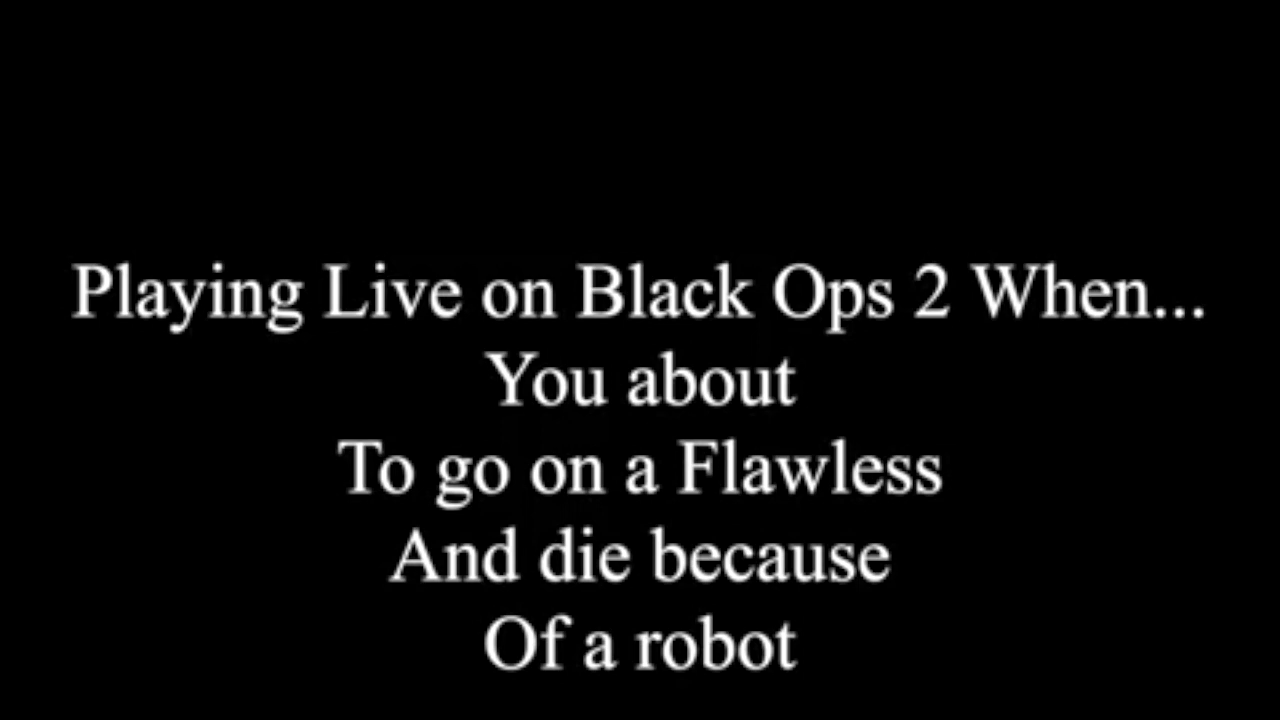 Playing Live on Black Ops 2 When...
You about
To go on a Flawless
And die because
Of a robot